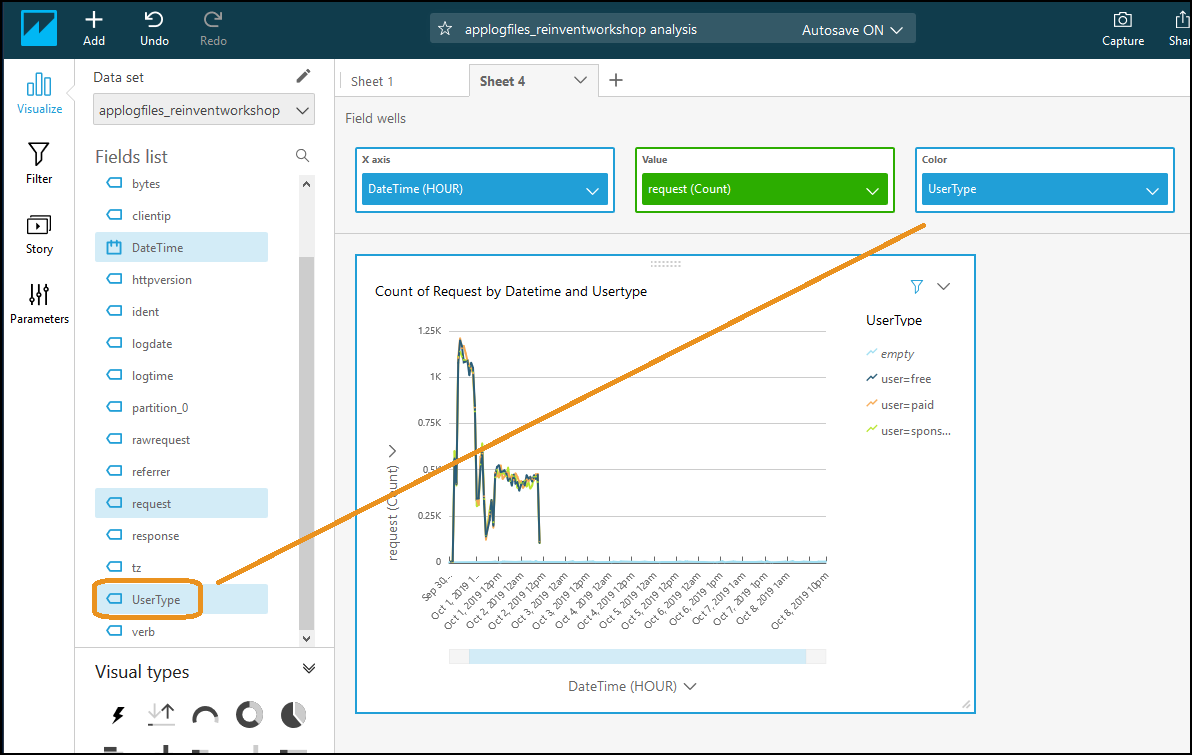 Add
Undo
Redo
applogfiles_reinventworkshop analysis
Autosave ON
Capture
Shar
Visualize
Filter
Story
Parameters
Data set
applogfiles_reinventworkshop
Fields list
bytes
clientip
DateTime
httpversion
ident
logdate
logtime
partition_0
rawrequest
referrer
request
response
tz
UserType
verb
Visual types
Sheet 1
Sheet 4
Field wells
X axis
DateTime (HOUR)
Value
request (Count)
Color
UserType
Count of Request by Datetime and Usertype
1.25K
1K
0.75K
0.5K
0.25K
0
request (Count)
Sep 30,...
Oct 1, 2019 1...
Oct 1, 2019 12pm
Oct 2, 2019 12am
Oct 2, 2019 12pm
Oct 3, 2019 12am
Oct 3, 2019 12pm
Oct 4, 2019 12am
Oct 4, 2019 12pm
Oct 5, 2019 12am
Oct 5, 2019 12pm
Oct 6, 2019 12am
Oct 6, 2019 1pm
Oct 7, 2019 1am
Oct 7, 2019 1pm
Oct 8, 2019 1am
Oct 8, 2019 10pm
DateTime (HOUR)
UserType
empty
user=free
user=paid
user=spons...